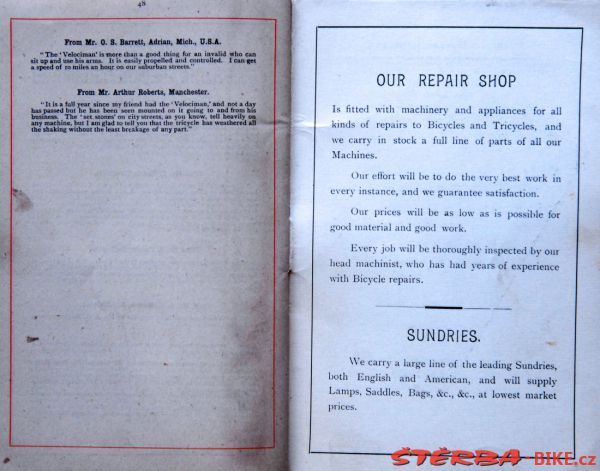 48
From Mr. O. S. Barrett, Adrian, Mich., U.S.A.
"The 'Velociman' is more than a good thing for an invalid who can
sit up and use his arms. It is easily propelled and controlled. I can get
a speed of 10 miles an hour on our suburban streets."
From Mr. Arthur Roberts, Manchester.
"It is a full year since my friend had the 'Velociman,' and not a day
has passed but he has been seen mounted on it going to and from his
business. The 'set stones' on city streets, as you know, tell heavily on
any machine, but I am glad to tell you that the tricycle has weathered all
the shaking without the least breakage of any part."
OUR REPAIR SHOP
Is fitted with machinery and appliances for all
kinds of repairs to Bicycles and Tricycles, and
we carry in stock a full line of parts of all our
Machines.
Our effort will be to do the very best work in
every instance, and we guarantee satisfaction.
Our prices will be as low as is possible for
good material and good work.
Every job will be thoroughly inspected by our
head machinist, who has had years of experience
with Bicycle repairs.
SUNDRIES.
We carry a large line of the leading Sundries,
both English and American, and will supply
Lamps, Saddles, Bags, &c., &c., at lowest market
prices.
ŠTĚRBA-BIKE.cz